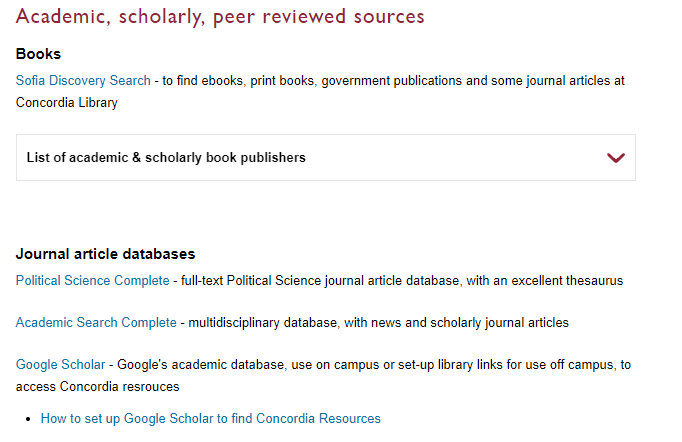 Academic, scholarly, peer reviewed sources
Books
Sofia Discovery Search - to find ebooks, print books, government publications and some journal articles at
Concordia Library
List of academic & scholarly book publishers
Journal article databases
Political Science Complete - full-text Political Science journal article database, with an excellent thesaurus
Academic Search Complete - multidisciplinary database, with news and scholarly journal articles
Google Scholar - Google's academic database, use on campus or set-up library links for use off campus, to
access Concordia resrouces
• How to set up Google Scholar to find Concordia Resources